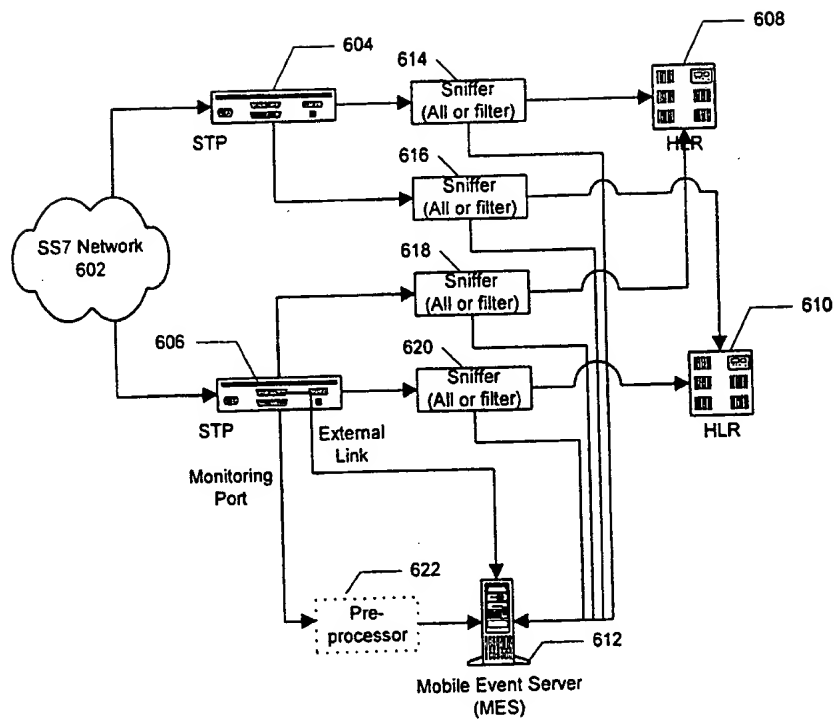 604
614
608
Sniffer
(All or filter)
STP
HLR
616
Sniffer
(All or filter)
SS7 Network
602
618
Sniffer
(All or filter)
610
606
620
Sniffer
(All or filter)
STP
HLR
External
Link
Monitoring
Port
622
Pre-
processor
612
Mobile Event Server
(MES)